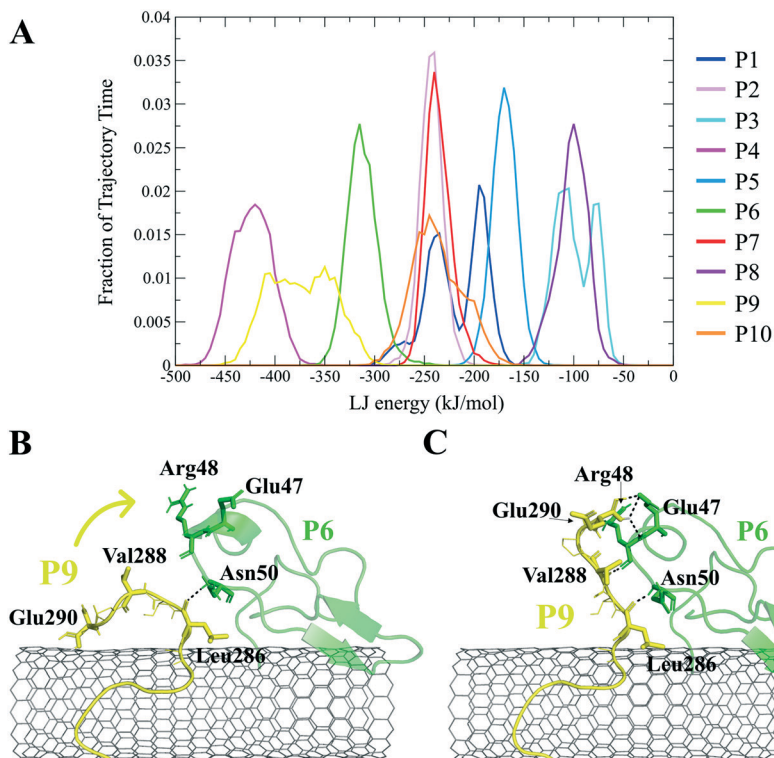 A
0.04
0.035
0.03
0.025
0.02
0.015
0.01
0.005
0
Fraction of Trajectory Time
-500 -450 -400 -350 -300 -250 -200 -150 -100 -50 0
LJ energy (kJ/mol)
P1
P2
P3
P4
P5
P6
P7
P8
P9
P10
B
Arg48
Glu47
P6
P9
Val288
Asn50
Glu290
Leu286
C
Arg48
Glu290
Glu47
P6
Val288
Asn50
P9
Leu286